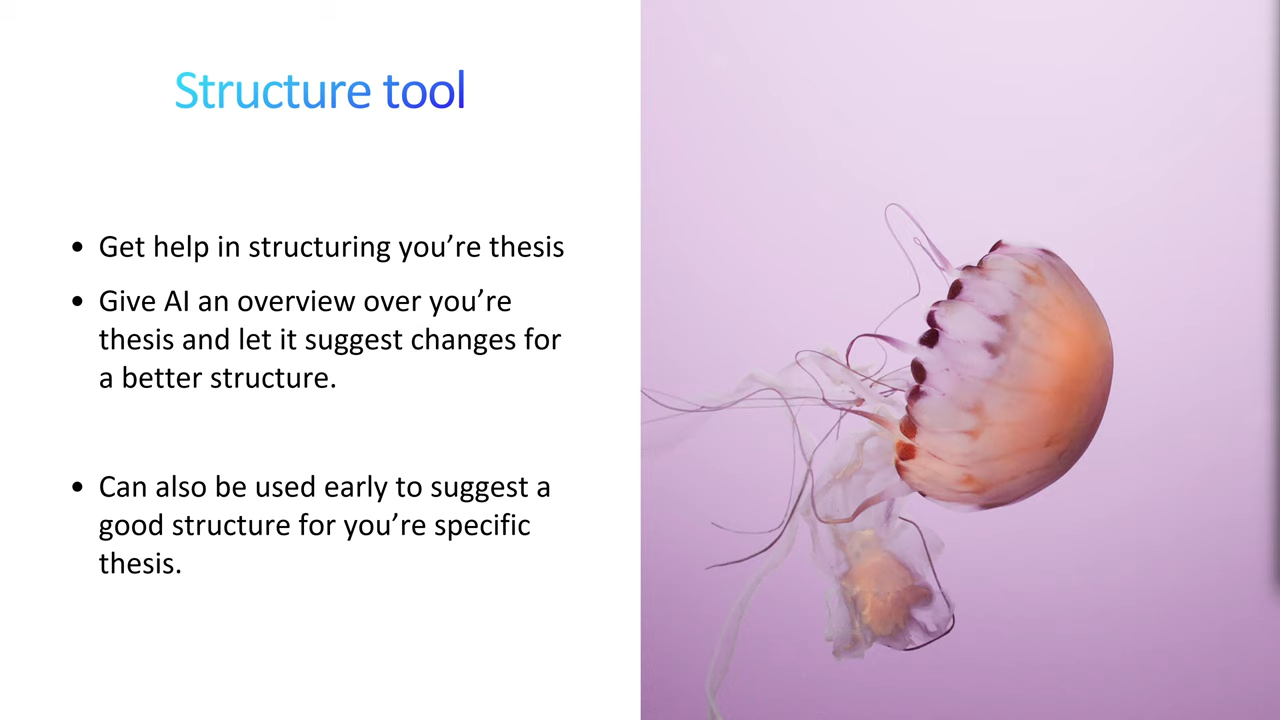 Structure tool
• Get help in structuring you’re thesis
• Give AI an overview over you’re
thesis and let it suggest changes for
a better structure.
• Can also be used early to suggest a
good structure for you’re specific
thesis.